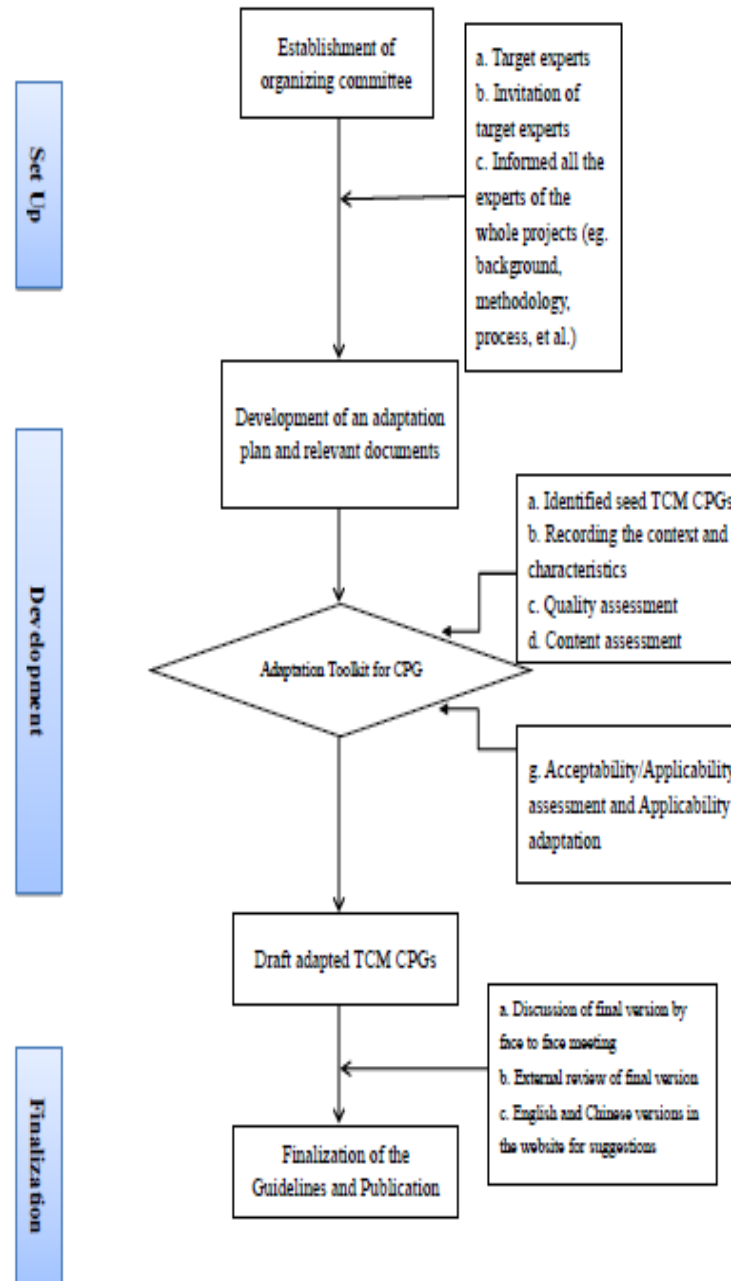 Set Up
Establishment of
organizing committee
a. Target experts
b. Invitation of
target experts
c. Informed all the
experts of the
whole projects (eg.
background,
methodology,
process, et al.)
Development
Development of an adaptation
plan and relevant documents
a. Identified seed TCM CPGs
b. Recording the context and
characteristics
c. Quality assessment
d. Content assessment
Adaptation Toolkit for CPG
g. Acceptability/Applicability
assessment and Applicability
adaptation
Draft adapted TCM CPGs
Finalization
a. Discussion of final version by
face to face meeting
b. External review of final version
c. English and Chinese versions in
the website for suggestions
Finalization of the
Guidelines and Publication